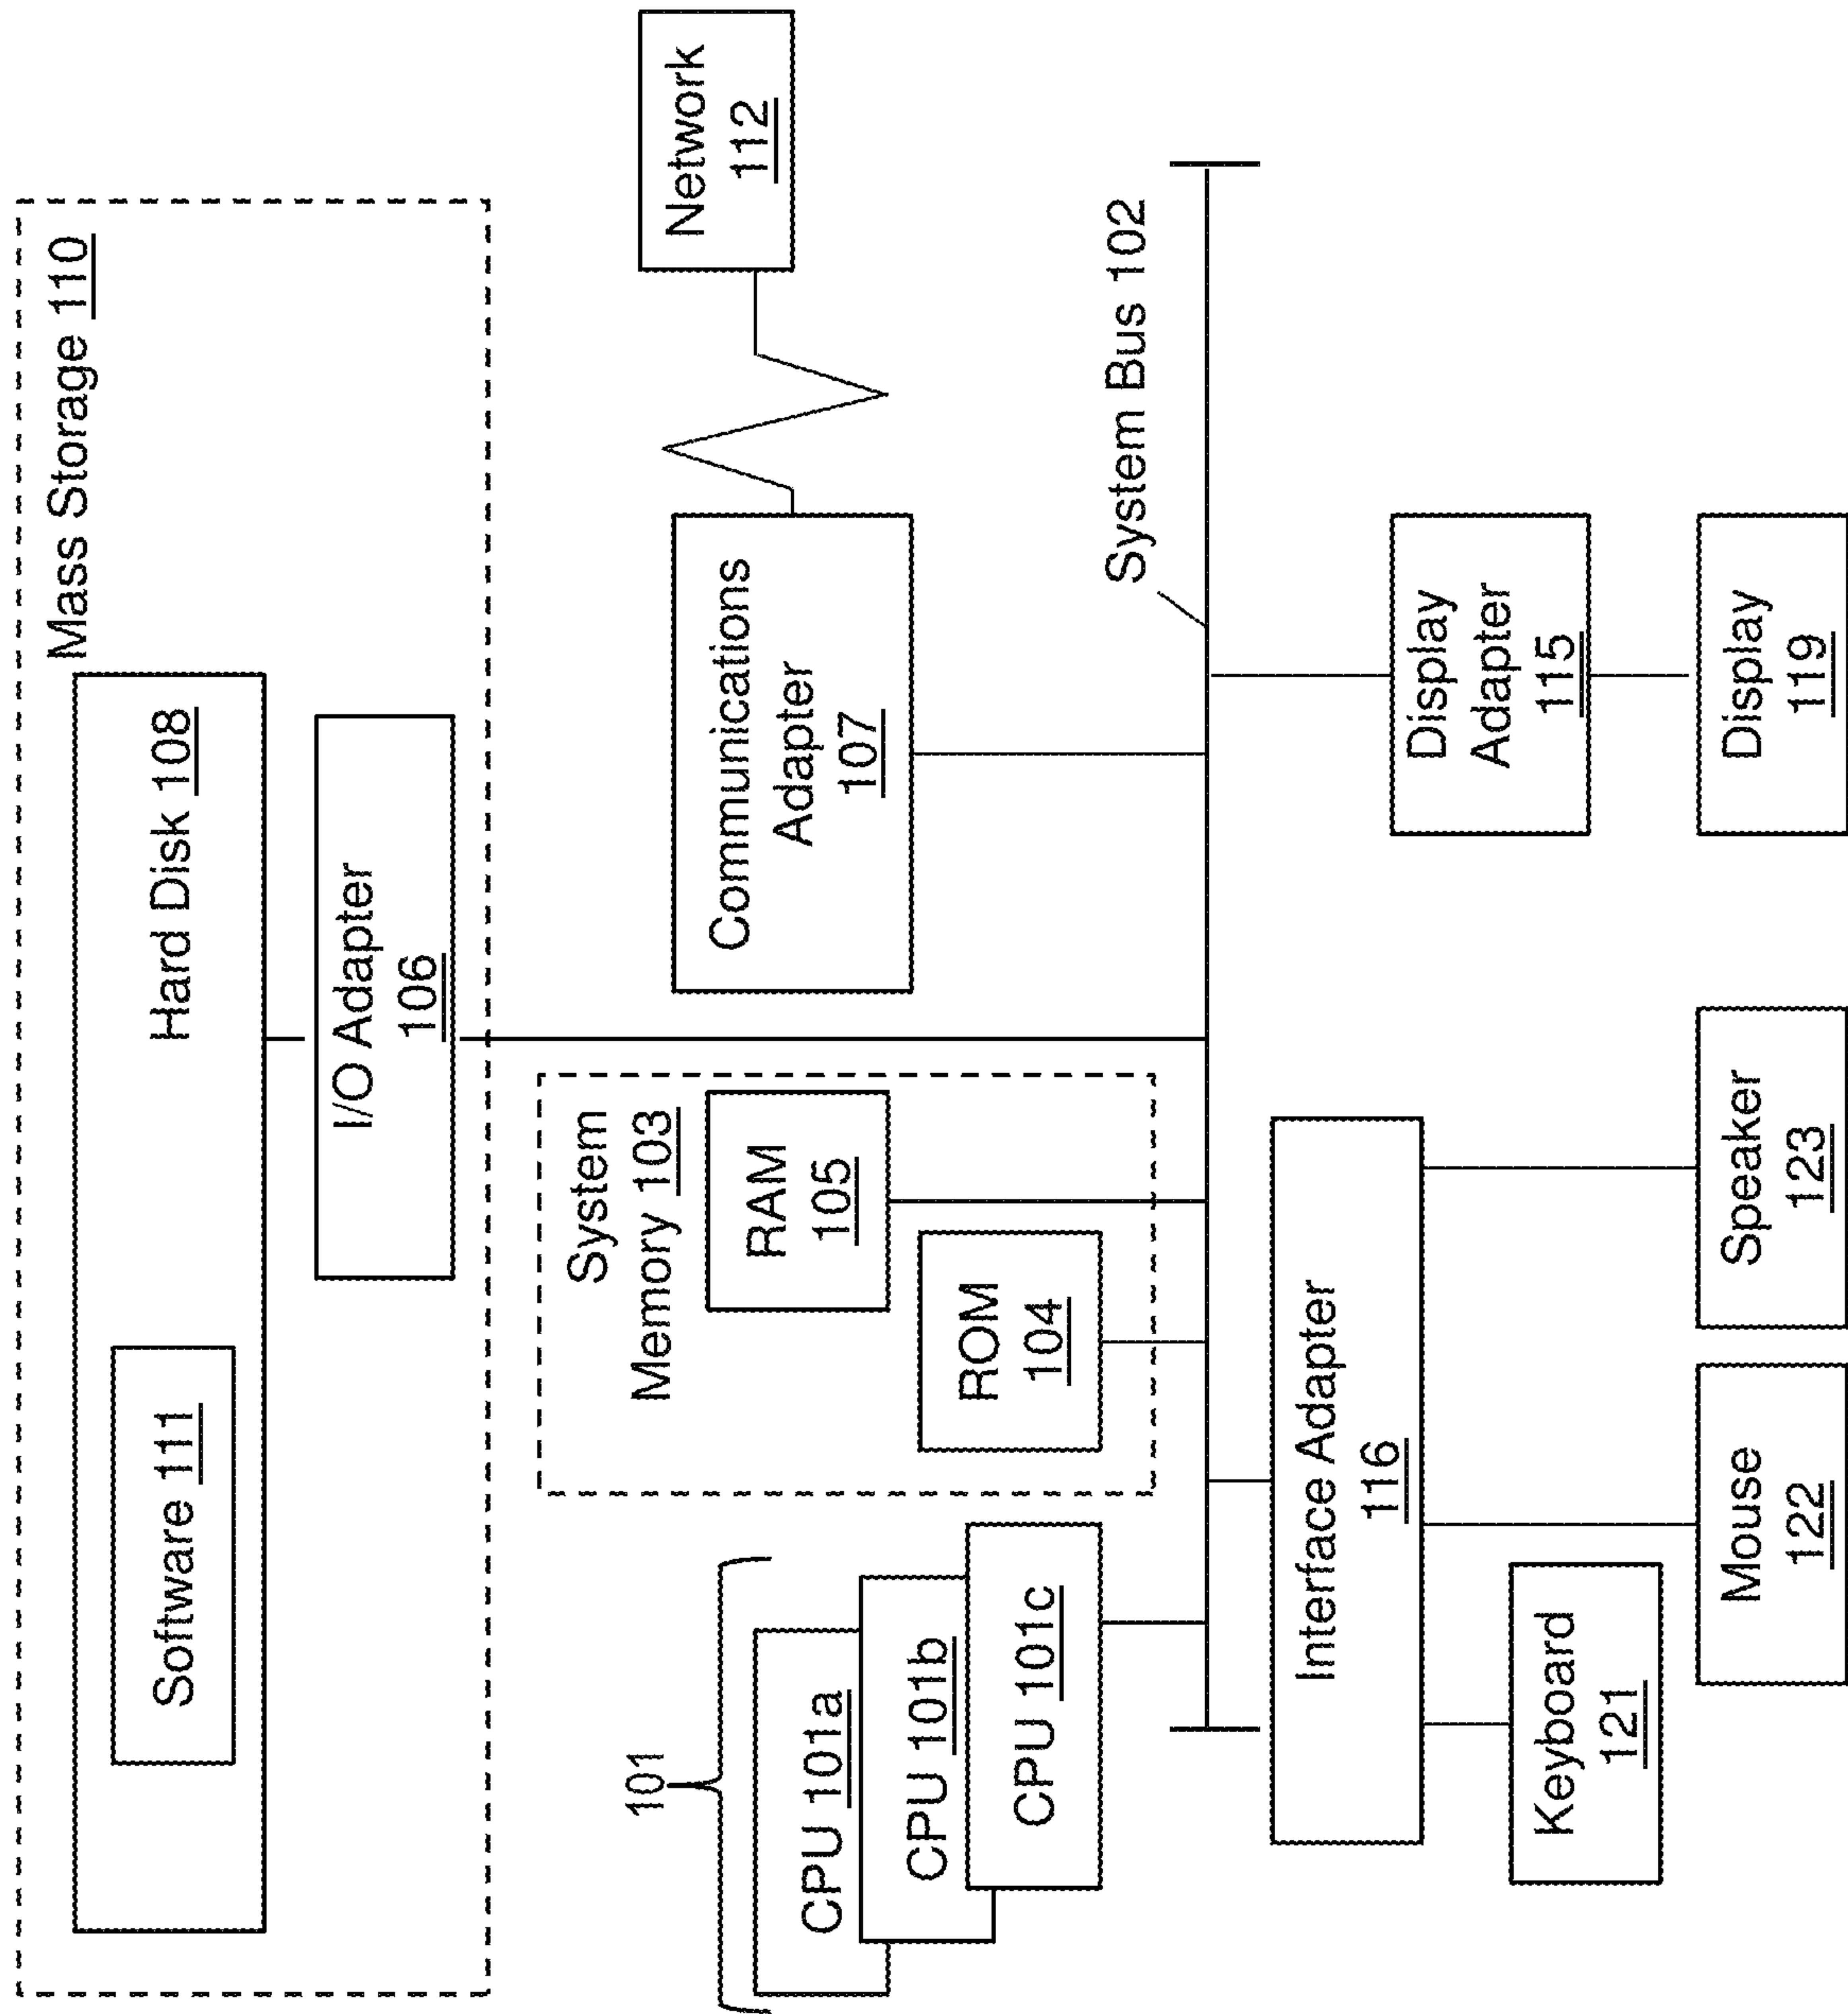 Mass Storage 110
Hard Disk 108
Software 111
I/O Adapter
106
101
CPU 101a
CPU 101b
CPU 101c
System
Memory 103
RAM
105
ROM
104
Communications
Adapter
107
Network
112
System Bus 102
Interface Adapter
116
Display
Adapter
115
Keyboard
121
Mouse
122
Speaker
123
Display
119